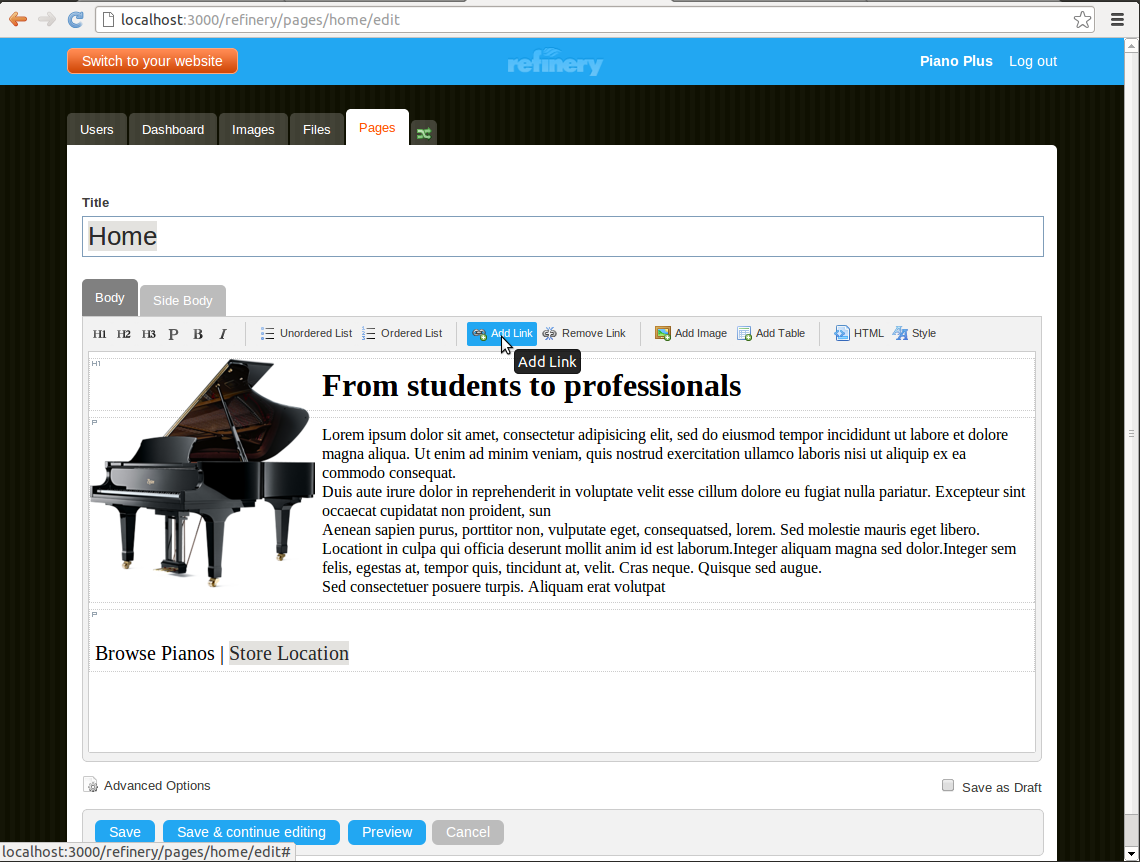 localhost:3000/refinery/pages/home/edit
Switch to your website
refinery
Piano Plus Log out
Users Dashboard Images Files Pages
Title
Home
Body Side Body
H1 H2 H3 P B I Unordered List Ordered List Add Link Remove Link Add Image Add Table HTML Style
Add Link
H1
From students to professionals
P
Lorem ipsum dolor sit amet, consectetur adipisicing elit, sed do eiusmod tempor incididunt ut labore et dolore
magna aliqua. Ut enim ad minim veniam, quis nostrud exercitation ullamco laboris nisi ut aliquip ex ea
commodo consequat.
Duis aute irure dolor in reprehenderit in voluptate velit esse cillum dolore eu fugiat nulla pariatur. Excepteur sint
occaecat cupidatat non proident, sun
Aenean sapien purus, porttitor non, vulputate eget, consequatsed, lorem. Sed molestie mauris eget libero.
Locationt in culpa qui officia deserunt mollit anim id est laborum.Integer aliquam magna sed dolor.Integer sem
felis, egestas at, tempor quis, tincidunt at, velit. Cras neque. Quisque sed augue.
Sed consectetuer posuere turpis. Aliquam erat volutpat
P
Browse Pianos | Store Location
Advanced Options
Save as Draft
Save Save & continue editing Preview Cancel
localhost:3000/refinery/pages/home/edit#